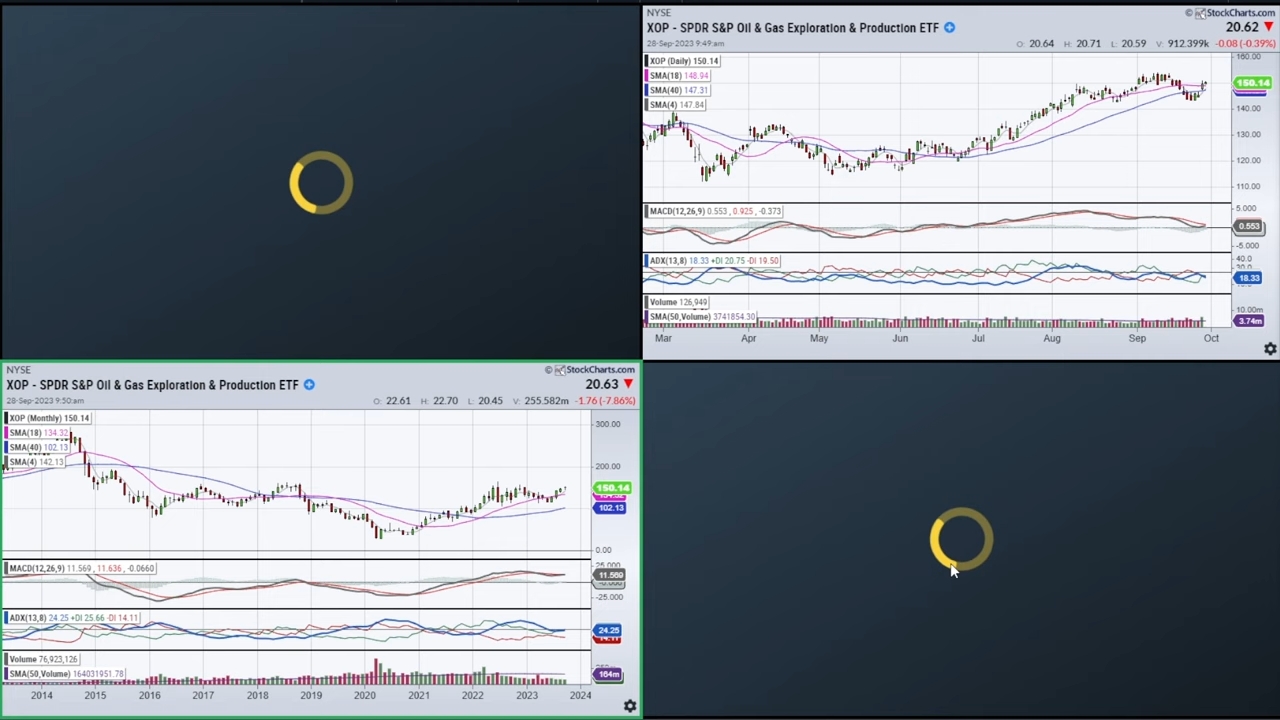 NYSE
© StockCharts.com
XOP - SPDR S&P Oil & Gas Exploration & Production ETF
20.62
28-Sep-2023 9:49am
O: 20.64 H: 20.71 L: 20.59 V: 912.399k -0.08 (-0.39%)
XOP (Daily) 150.14
SMA(18) 148.94
SMA(40) 147.31
SMA(4) 147.84
160.00
150.14
140.00
130.00
120.00
110.00
MACD(12,26,9) 0.553 , 0.925 , -0.373
5.000
0.553
-5.000
ADX(13,8) 18.33 +DI 20.75 -DI 19.50
40.0
30.0
18.33
Volume 126,949
SMA(50,Volume) 3741854.30
10.00m
3.74m
Mar Apr May Jun Jul Aug Sep Oct
NYSE
© StockCharts.com
XOP - SPDR S&P Oil & Gas Exploration & Production ETF
20.63
28-Sep-2023 9:50am
O: 22.61 H: 22.70 L: 20.45 V: 255.582m -1.76 (-7.86%)
XOP (Monthly) 150.14
SMA(18) 134.32
SMA(40) 102.13
SMA(4) 142.13
300.00
200.00
150.14
102.13
0.00
MACD(12,26,9) 11.569 , 11.636 , -0.0660
25.000
11.569
-25.000
ADX(13,8) 24.25 +DI 25.66 -DI 14.11
24.25
Volume 76,923,126
SMA(50,Volume) 164031951.78
164m
2014 2015 2016 2017 2018 2019 2020 2021 2022 2023 2024